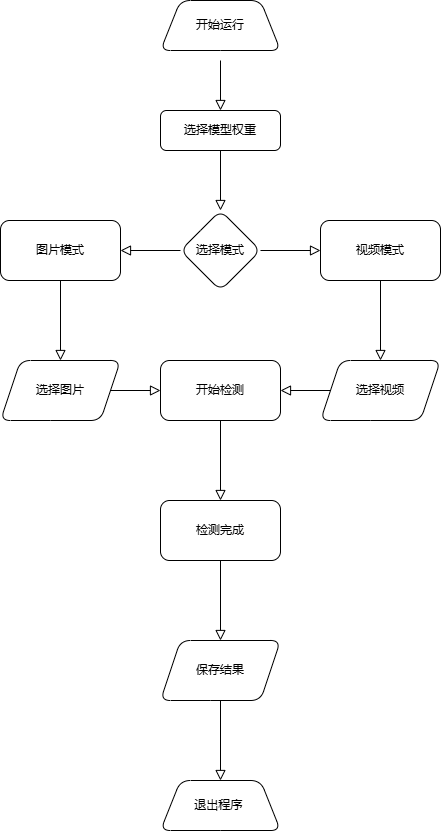 开始运行
选择模型权重
图片模式
选择模式
视频模式
选择图片
开始检测
选择视频
检测完成
保存结果
退出程序